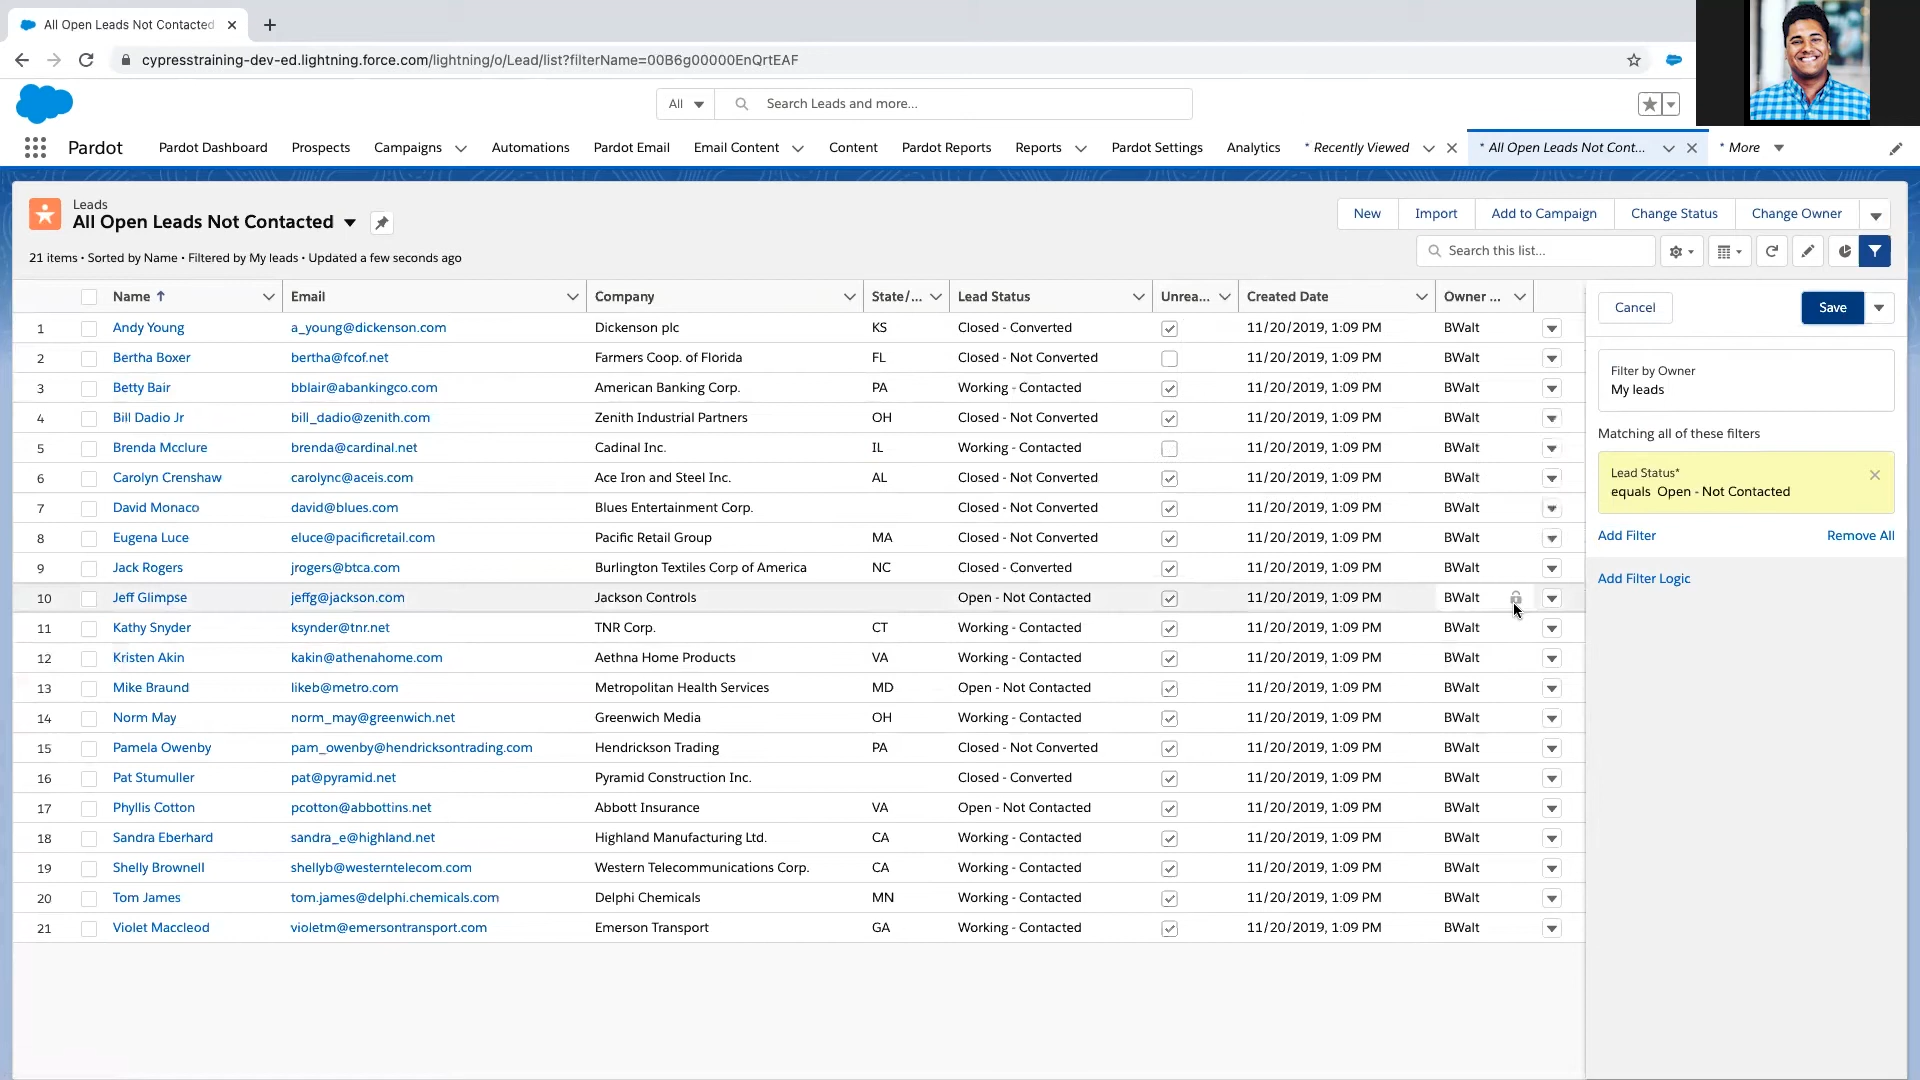 All Open Leads Not Contacted
cypresstraining-dev-ed.lightning.force.com/lightning/o/Lead/list?filterName=00B6g00000EnQrtEAF
All Search Leads and more...
Pardot Pardot Dashboard Prospects Campaigns Automations Pardot Email Email Content Content Pardot Reports Reports Pardot Settings Analytics * Recently Viewed * All Open Leads Not Cont... * More
Leads
All Open Leads Not Contacted
New Import Add to Campaign Change Status Change Owner
21 items • Sorted by Name • Filtered by My leads • Updated a few seconds ago
Search this list...
Name ↑ Email Company State/... Lead Status Unrea... Created Date Owner ...
1 Andy Young a_young@dickenson.com Dickenson plc KS Closed - Converted 11/20/2019, 1:09 PM BWalt
2 Bertha Boxer bertha@fcof.net Farmers Coop. of Florida FL Closed - Not Converted 11/20/2019, 1:09 PM BWalt
3 Betty Bair bblair@abankingco.com American Banking Corp. PA Working - Contacted 11/20/2019, 1:09 PM BWalt
4 Bill Dadio Jr bill_dadio@zenith.com Zenith Industrial Partners OH Closed - Not Converted 11/20/2019, 1:09 PM BWalt
5 Brenda Mcclure brenda@cardinal.net Cadinal Inc. IL Working - Contacted 11/20/2019, 1:09 PM BWalt
6 Carolyn Crenshaw carolync@aceis.com Ace Iron and Steel Inc. AL Closed - Not Converted 11/20/2019, 1:09 PM BWalt
7 David Monaco david@blues.com Blues Entertainment Corp. Closed - Not Converted 11/20/2019, 1:09 PM BWalt
8 Eugena Luce eluce@pacificretail.com Pacific Retail Group MA Closed - Not Converted 11/20/2019, 1:09 PM BWalt
9 Jack Rogers jrogers@btca.com Burlington Textiles Corp of America NC Closed - Converted 11/20/2019, 1:09 PM BWalt
10 Jeff Glimpse jeffg@jackson.com Jackson Controls Open - Not Contacted 11/20/2019, 1:09 PM BWalt
11 Kathy Snyder ksynder@tnr.net TNR Corp. CT Working - Contacted 11/20/2019, 1:09 PM BWalt
12 Kristen Akin kakin@athenahome.com Aethna Home Products VA Working - Contacted 11/20/2019, 1:09 PM BWalt
13 Mike Braund likeb@metro.com Metropolitan Health Services MD Open - Not Contacted 11/20/2019, 1:09 PM BWalt
14 Norm May norm_may@greenwich.net Greenwich Media OH Working - Contacted 11/20/2019, 1:09 PM BWalt
15 Pamela Owenby pam_owenby@hendricksontrading.com Hendrickson Trading PA Closed - Not Converted 11/20/2019, 1:09 PM BWalt
16 Pat Stumuller pat@pyramid.net Pyramid Construction Inc. Closed - Converted 11/20/2019, 1:09 PM BWalt
17 Phyllis Cotton pcotton@abbottins.net Abbott Insurance VA Open - Not Contacted 11/20/2019, 1:09 PM BWalt
18 Sandra Eberhard sandra_e@highland.net Highland Manufacturing Ltd. CA Working - Contacted 11/20/2019, 1:09 PM BWalt
19 Shelly Brownell shellyb@westerntelecom.com Western Telecommunications Corp. CA Working - Contacted 11/20/2019, 1:09 PM BWalt
20 Tom James tom.james@delphi.chemicals.com Delphi Chemicals MN Working - Contacted 11/20/2019, 1:09 PM BWalt
21 Violet Maccleod violetm@emersontransport.com Emerson Transport GA Working - Contacted 11/20/2019, 1:09 PM BWalt
Cancel Save
Filter by Owner
My leads
Matching all of these filters
Lead Status*
equals Open - Not Contacted
Add Filter Remove All
Add Filter Logic